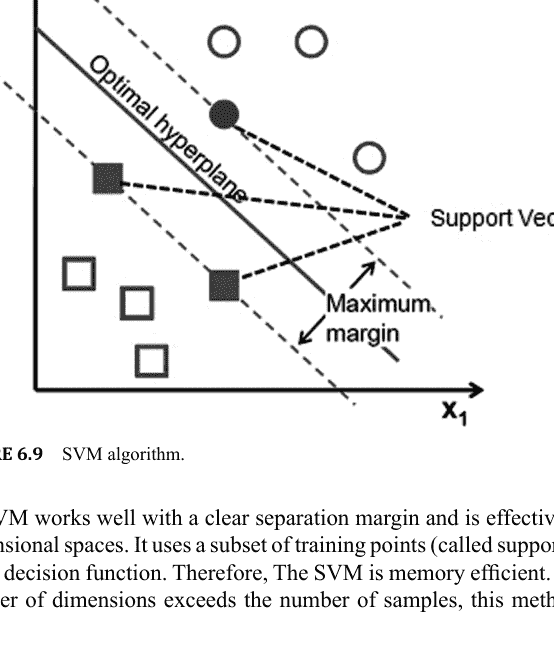 Optimal hyperplane
Support Vec
Maximum
margin
X1
RE 6.9 SVM algorithm.
VM works well with a clear separation margin and is effectiv
nsional spaces. It uses a subset of training points (called suppor
decision function. Therefore, The SVM is memory efficient.
er of dimensions exceeds the number of samples, this meth